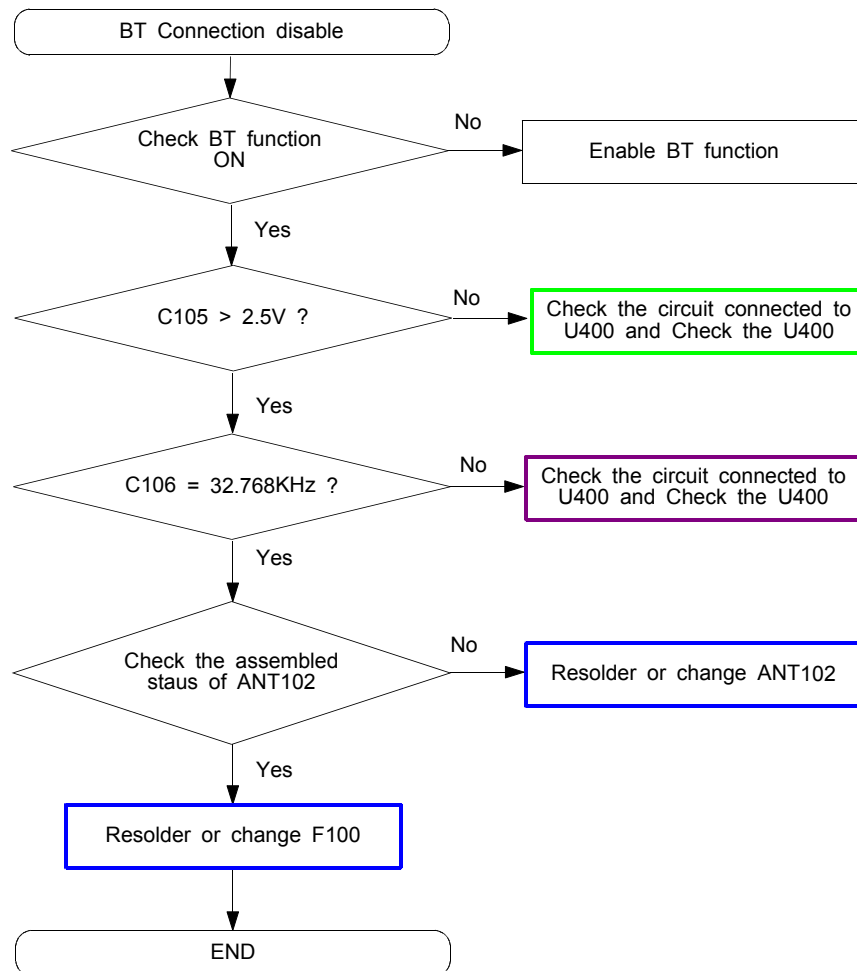 BT Connection disable
Check BT function
ON
No
Enable BT function
Yes
C105 > 2.5V ?
No
Check the circuit connected to
U400 and Check the U400
Yes
C106 = 32.768KHz ?
No
Check the circuit connected to
U400 and Check the U400
Yes
Check the assembled
staus of ANT102
No
Resolder or change ANT102
Yes
Resolder or change F100
END